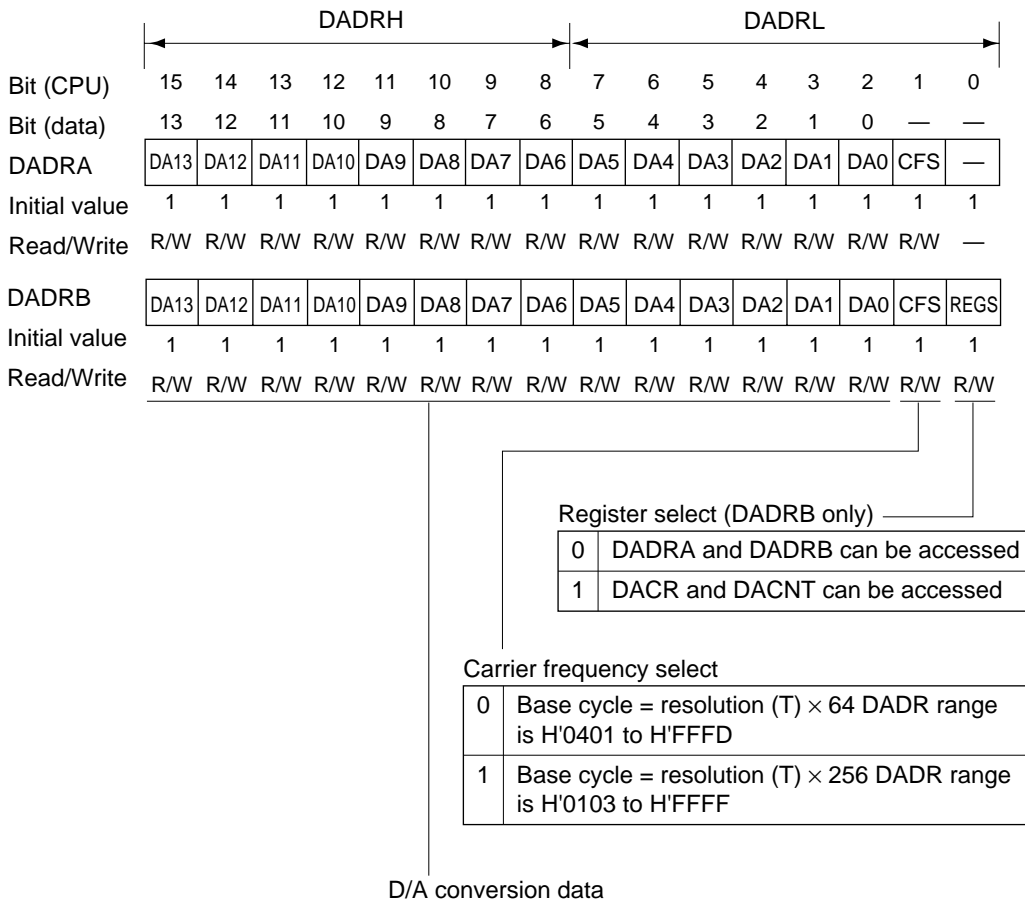 DADRH DADRL
Bit (CPU) 15 14 13 12 11 10 9 8 7 6 5 4 3 2 1 0
Bit (data) 13 12 11 10 9 8 7 6 5 4 3 2 1 0 — —
DADRA DA13 DA12 DA11 DA10 DA9 DA8 DA7 DA6 DA5 DA4 DA3 DA2 DA1 DA0 CFS —
Initial value 1 1 1 1 1 1 1 1 1 1 1 1 1 1 1 1
Read/Write R/W R/W R/W R/W R/W R/W R/W R/W R/W R/W R/W R/W R/W R/W R/W —
DADRB DA13 DA12 DA11 DA10 DA9 DA8 DA7 DA6 DA5 DA4 DA3 DA2 DA1 DA0 CFS REGS
Initial value 1 1 1 1 1 1 1 1 1 1 1 1 1 1 1 1
Read/Write R/W R/W R/W R/W R/W R/W R/W R/W R/W R/W R/W R/W R/W R/W R/W R/W
Register select (DADRB only)
0 DADRA and DADRB can be accessed
1 DACR and DACNT can be accessed
Carrier frequency select
0 Base cycle = resolution (T) × 64 DADR range
is H'0401 to H'FFFD
1 Base cycle = resolution (T) × 256 DADR range
is H'0103 to H'FFFF
D/A conversion data